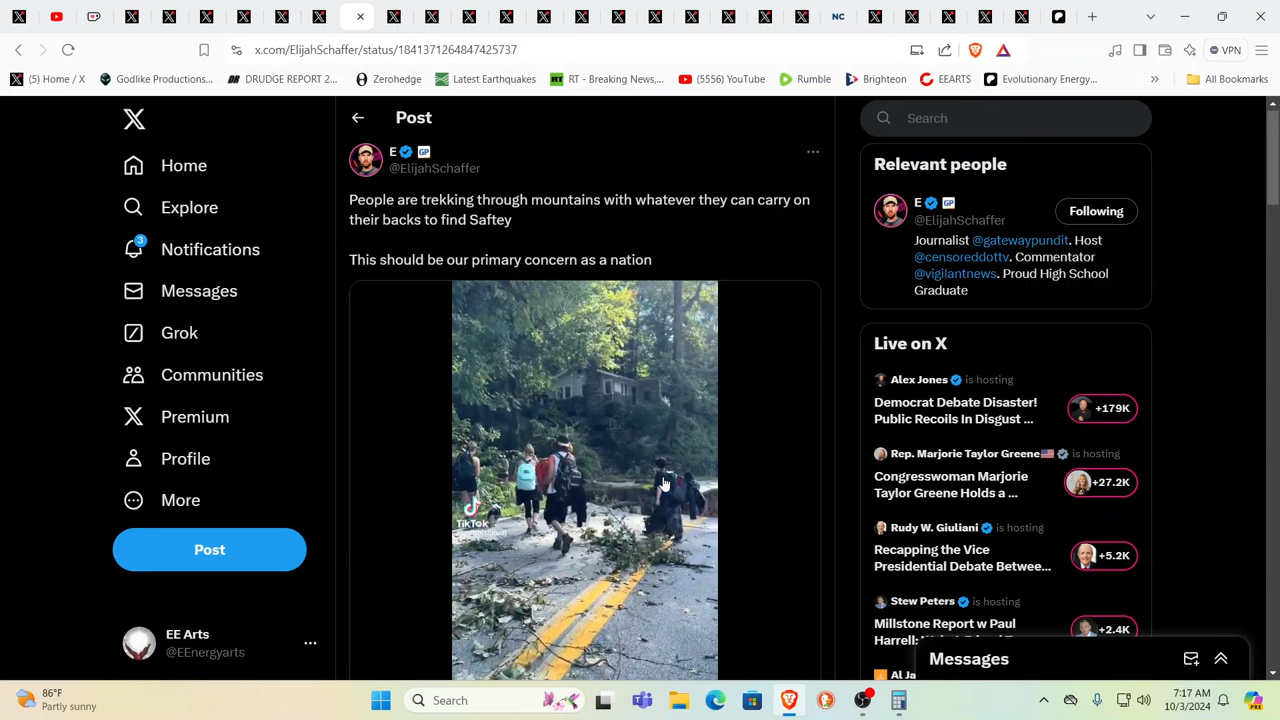 NC
x.com/ElijahSchaffer/status/1841371264847425737
VPN
(5) Home / X
Godlike Productions...
DRUDGE REPORT 2...
Zerohedge
Latest Earthquakes
RT - Breaking News,...
(5555) YouTube
Rumble
Brighteon
EEARTS
Evolutionary Energy...
All Bookmarks
Home
Explore
3
Notifications
Messages
Grok
Communities
Premium
Profile
More
Post
EE Arts
@EEnergyarts
Post
E
GP
@ElijahSchaffer
People are trekking through mountains with whatever they can carry on
their backs to find Saftey
This should be our primary concern as a nation
TikTok
Search
Relevant people
E
GP
@ElijahSchaffer
Following
Journalist @gatewaypundit. Host
@censoreddottv. Commentator
@vigilantnews. Proud High School
Graduate
Live on X
Alex Jones is hosting
Democrat Debate Disaster!
Public Recoils In Disgust ...
+179K
Rep. Marjorie Taylor Greene is hosting
Congresswoman Marjorie
Taylor Greene Holds a ...
+27.2K
Rudy W. Giuliani is hosting
Recapping the Vice
Presidential Debate Betwee...
+5.2K
Stew Peters is hosting
Millstone Report w Paul
+2.4K
Messages
86°F
Partly sunny
Search
7:17 AM
10/3/2024
PRE